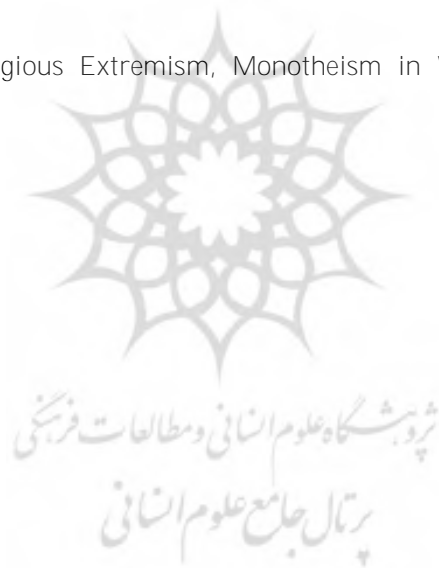 gious Extremism, Monotheism in
پژوهشگاه علوم انسانی و مطالعات فرهنگی
پرتال جامع علوم انسانی